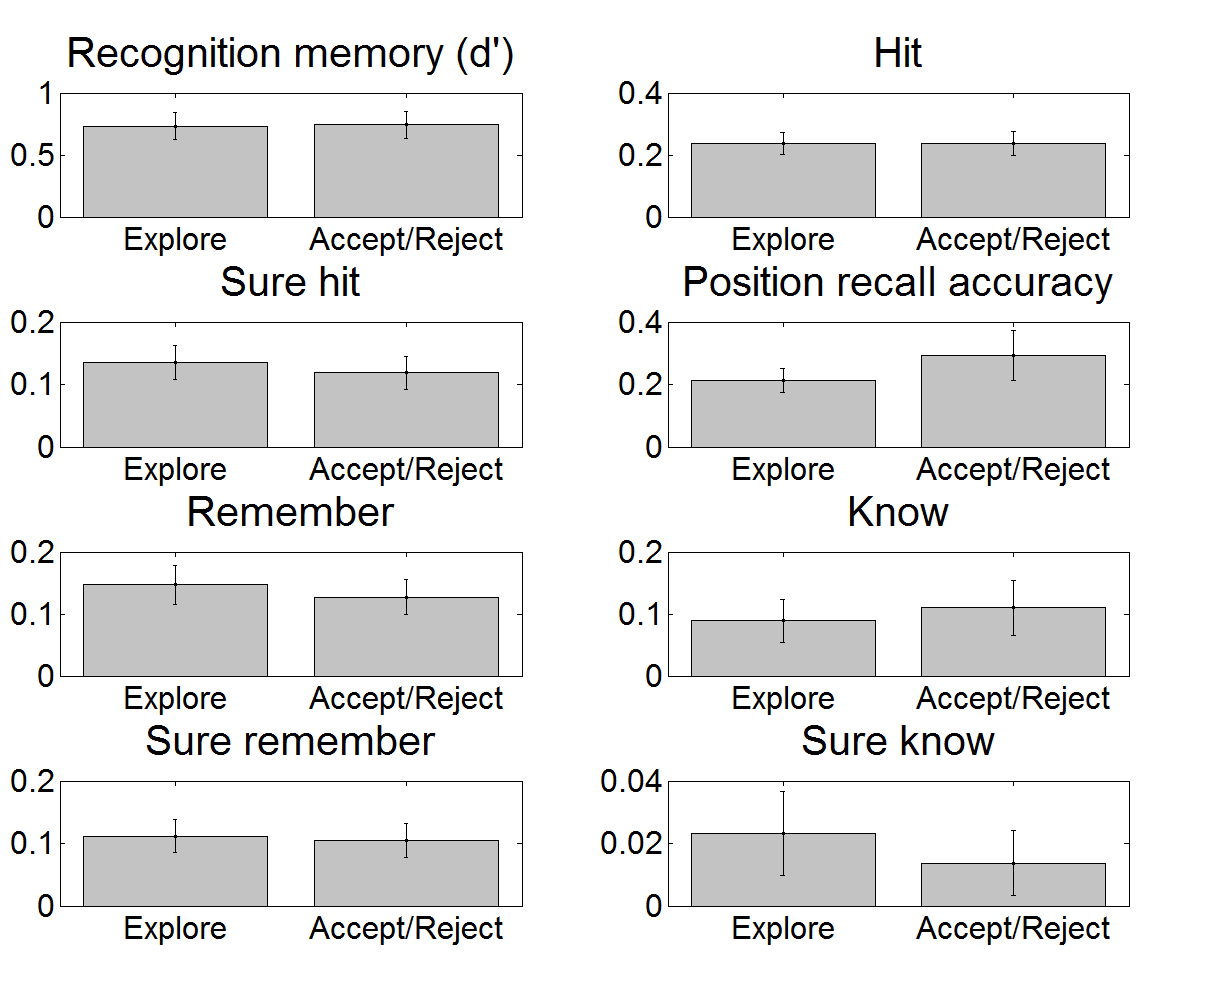 Recognition memory (d')
1
0.5
0
Explore Accept/Reject
Hit
0.4
0.2
0
Explore Accept/Reject
Sure hit
0.2
0.1
0
Explore Accept/Reject
Position recall accuracy
0.4
0.2
0
Explore Accept/Reject
Remember
0.2
0.1
0
Explore Accept/Reject
Know
0.2
0.1
0
Explore Accept/Reject
Sure remember
0.2
0.1
0
Explore Accept/Reject
Sure know
0.04
0.02
0
Explore Accept/Reject